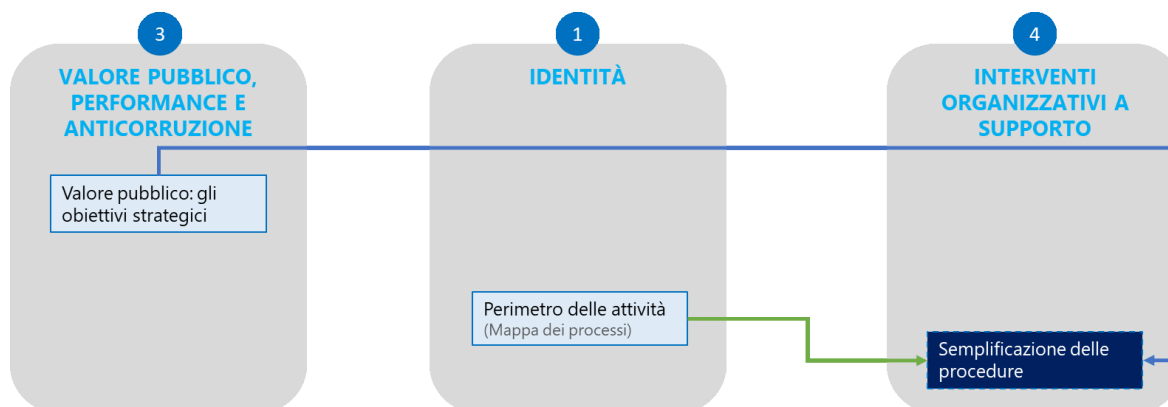 3
VALORE PUBBLICO,
PERFORMANCE E
ANTICORRUZIONE
Valore pubblico: gli
obiettivi strategici
1
IDENTITÀ
Perimetro delle attività
(Mappa dei processi)
4
INTERVENTI
ORGANIZZATIVI A
SUPPORTO
Semplificazione delle
procedure